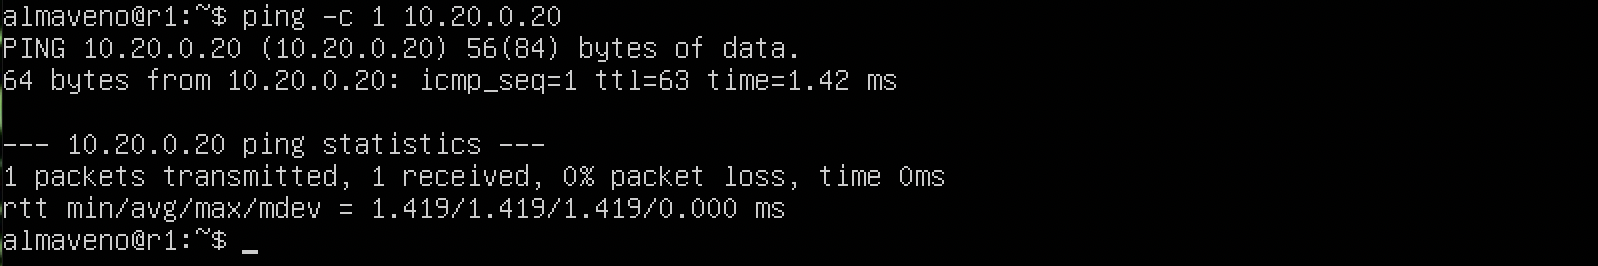 almaveno@r1:~$ ping -c 1 10.20.0.20
PING 10.20.0.20 (10.20.0.20) 56(84) bytes of data.
64 bytes from 10.20.0.20: icmp_seq=1 ttl=63 time=1.42 ms
--- 10.20.0.20 ping statistics ---
1 packets transmitted, 1 received, 0% packet loss, time 0ms
rtt min/avg/max/mdev = 1.419/1.419/1.419/0.000 ms
almaveno@r1:~$ _